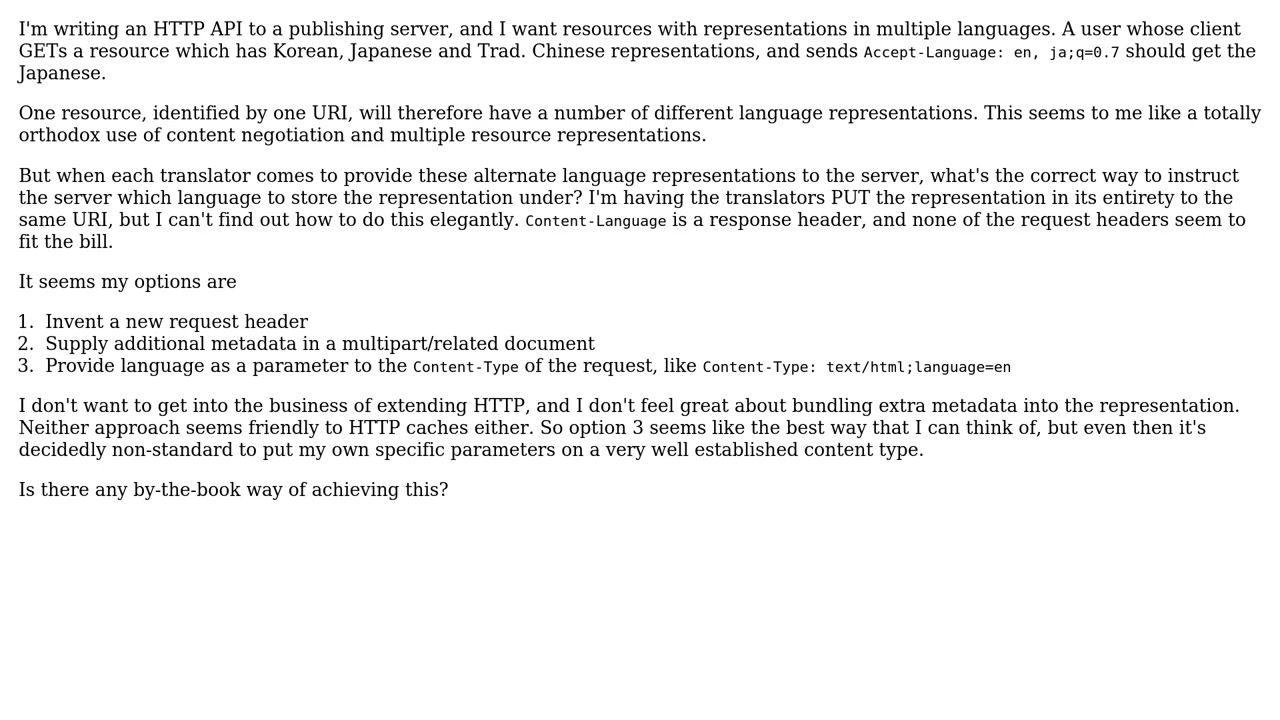 I'm writing an HTTP API to a publishing server, and I want resources with representations in multiple languages. A user whose client
GETs a resource which has Korean, Japanese and Trad. Chinese representations, and sends Accept-Language: en, ja;q=0.7 should get the
Japanese.
One resource, identified by one URI, will therefore have a number of different language representations. This seems to me like a totally
orthodox use of content negotiation and multiple resource representations.
But when each translator comes to provide these alternate language representations to the server, what's the correct way to instruct
the server which language to store the representation under? I'm having the translators PUT the representation in its entirety to the
same URI, but I can't find out how to do this elegantly. Content-Language is a response header, and none of the request headers seem to
fit the bill.
It seems my options are
1. Invent a new request header
2. Supply additional metadata in a multipart/related document
3. Provide language as a parameter to the Content-Type of the request, like Content-Type: text/html;language=en
I don't want to get into the business of extending HTTP, and I don't feel great about bundling extra metadata into the representation.
Neither approach seems friendly to HTTP caches either. So option 3 seems like the best way that I can think of, but even then it's
decidedly non-standard to put my own specific parameters on a very well established content type.
Is there any by-the-book way of achieving this?